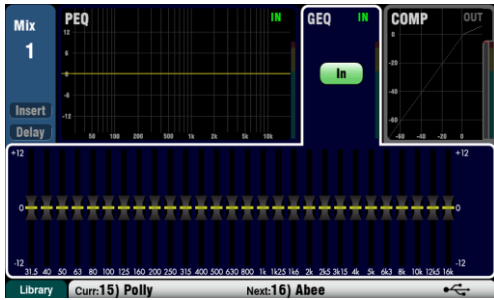 Mix
1
Insert
Delay
PEQ IN
12
6
0
-6
-12
50 100 200 500 1k 2k 5k 10k
GEQ IN
In
COMP OUT
0
-20
-40
-60
-60 -40 -20 0
+12 +12
0 0
-12 -12
31.5 40 50 63 80 100 125 160 200 250 315 400 500 630 800 1k 1k25 1k6 2k 2k5 3k15 4k 5k 6k3 8k 10k 12k5 16k
Library Curr:15) Polly Next:16) Abee